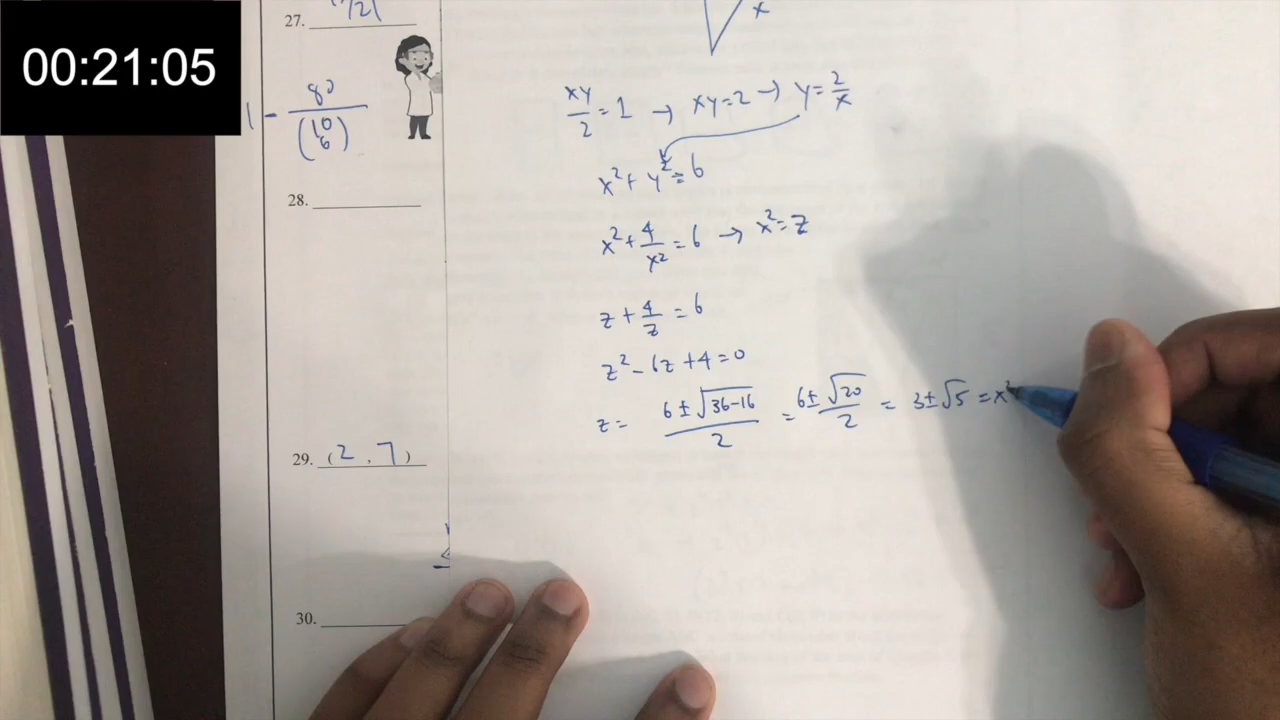 00:21:05
27.
x
xy/2 = 1 → xy = 2 → y = 2/x
80
(10 6)
x² + y² = 6
28.
x² + 4/x² = 6 → x² = z
z + 4/z = 6
z² - 6z + 4 = 0
z = (6 ± √36-16)/2 = (6 ± √20)/2 = 3 ± √5 = x²
29. (2, 7)
30.